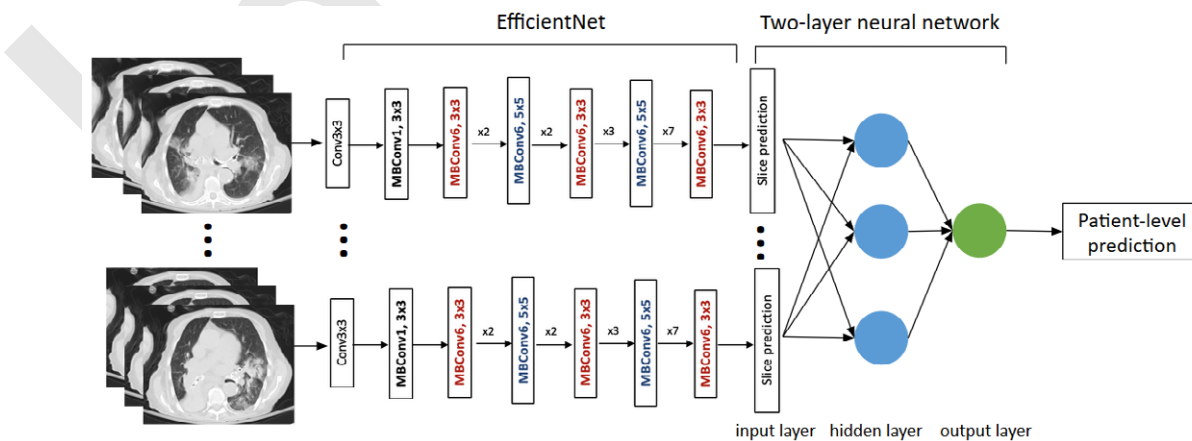 EfficientNet
Two-layer neural network
Conv3x3
MBConv1, 3x3
MBConv6, 3x3
x2
MBConv6, 5x5
x2
MBConv6, 3x3
x3
MBConv6, 5x5
x7
MBConv6, 3x3
Slice prediction
Patient-level
prediction
Conv3x3
MBConv1, 3x3
MBConv6, 3x3
x2
MBConv6, 5x5
x2
MBConv6, 3x3
x3
MBConv6, 5x5
x7
MBConv6, 3x3
Slice prediction
input layer
hidden layer
output layer